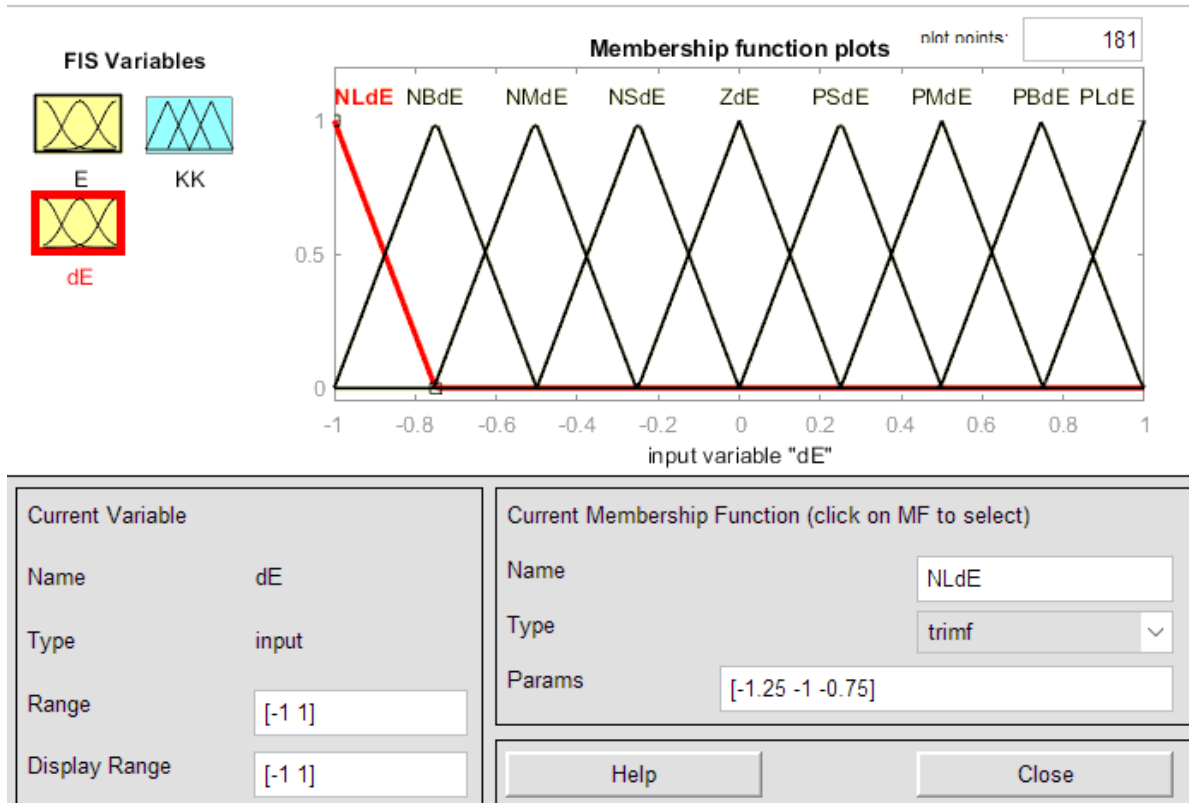 FIS Variables
E
KK
dE
Membership function plots
plot points:
181
NLdE NBdE NMdE NSdE ZdE PSdE PMdE PBdE PLdE
1
0.5
0
-1 -0.8 -0.6 -0.4 -0.2 0 0.2 0.4 0.6 0.8 1
input variable "dE"
Current Variable
Name dE
Type input
Range [-1 1]
Display Range [-1 1]
Current Membership Function (click on MF to select)
Name NLdE
Type trimf
Params [-1.25 -1 -0.75]
Help Close